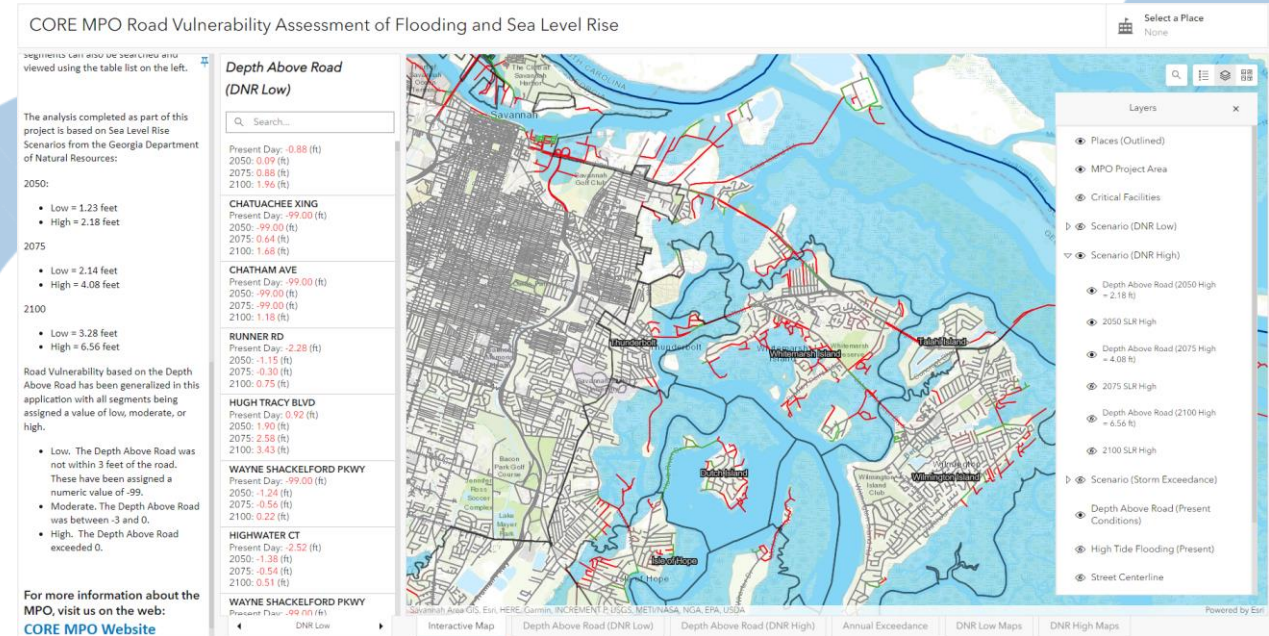 CORE MPO Road Vulnerability Assessment of Flooding and Sea Level Rise
Select a Place
None
segments can also be searched and
viewed using the table list on the left.
The analysis completed as part of this
project is based on Sea Level Rise
Scenarios from the Georgia Department
of Natural Resources:
2050:
Low = 1.23 feet
High = 2.18 feet
2075
Low = 2.14 feet
High = 4.08 feet
2100
Low = 3.28 feet
High = 6.56 feet
Road Vulnerability based on the Depth
Above Road has been generalized in this
application with all segments being
assigned a value of low, moderate, or
high.
Low. The Depth Above Road was
not within 3 feet of the road.
These have been assigned a
numeric value of -99.
Moderate. The Depth Above Road
was between -3 and 0.
High. The Depth Above Road
exceeded 0.
For more information about the
MPO, visit us on the web:
CORE MPO Website
Depth Above Road
(DNR Low)
Search...
Present Day: -0.88 (ft)
2050: 0.09 (ft)
2075: 0.88 (ft)
2100: 1.96 (ft)
CHATUACHEE XING
Present Day: -99.00 (ft)
2050: -99.00 (ft)
2075: 0.64 (ft)
2100: 1.68 (ft)
CHATHAM AVE
Present Day: -99.00 (ft)
2050: -99.00 (ft)
2075: -99.00 (ft)
2100: 1.18 (ft)
RUNNER RD
Present Day: -2.28 (ft)
2050: -1.15 (ft)
2075: -0.30 (ft)
2100: 0.75 (ft)
HUGH TRACY BLVD
Present Day: 0.92 (ft)
2050: 1.90 (ft)
2075: 2.58 (ft)
2100: 3.43 (ft)
WAYNE SHACKELFORD PKWY
Present Day: -99.00 (ft)
2050: -1.24 (ft)
2075: -0.56 (ft)
2100: 0.22 (ft)
HIGHWATER CT
Present Day: -2.52 (ft)
2050: -1.38 (ft)
2075: -0.54 (ft)
2100: 0.51 (ft)
WAYNE SHACKELFORD PKWY
Present Day: -99.00 (ft)
DNR Low
Savannah
Savannah
Golf Club
Thunderbolt
Thunderbolt
Whitemarsh Island
Talahi Island
Dutch Island
Wilmington Island
Wilmington
Island
Club
Isle of Hope
Bacon
Park Golf
Course
Jennifer
Ross
Soccer
Complex
Lake
Mayer
Park
Savannah Area GIS, Esri, HERE, Garmin, INCREMENT P, USGS, METI/NASA, NGA, EPA, USDA
Powered by Esri
Layers
Places (Outlined)
MPO Project Area
Critical Facilities
Scenario (DNR Low)
Scenario (DNR High)
Depth Above Road (2050 High
= 2.18 ft)
2050 SLR High
Depth Above Road (2075 High
= 4.08 ft)
2075 SLR High
Depth Above Road (2100 High
= 6.56 ft)
2100 SLR High
Scenario (Storm Exceedance)
Depth Above Road (Present
Conditions)
High Tide Flooding (Present)
Street Centerline
Interactive Map
Depth Above Road (DNR Low)
Depth Above Road (DNR High)
Annual Exceedance
DNR Low Maps
DNR High Maps